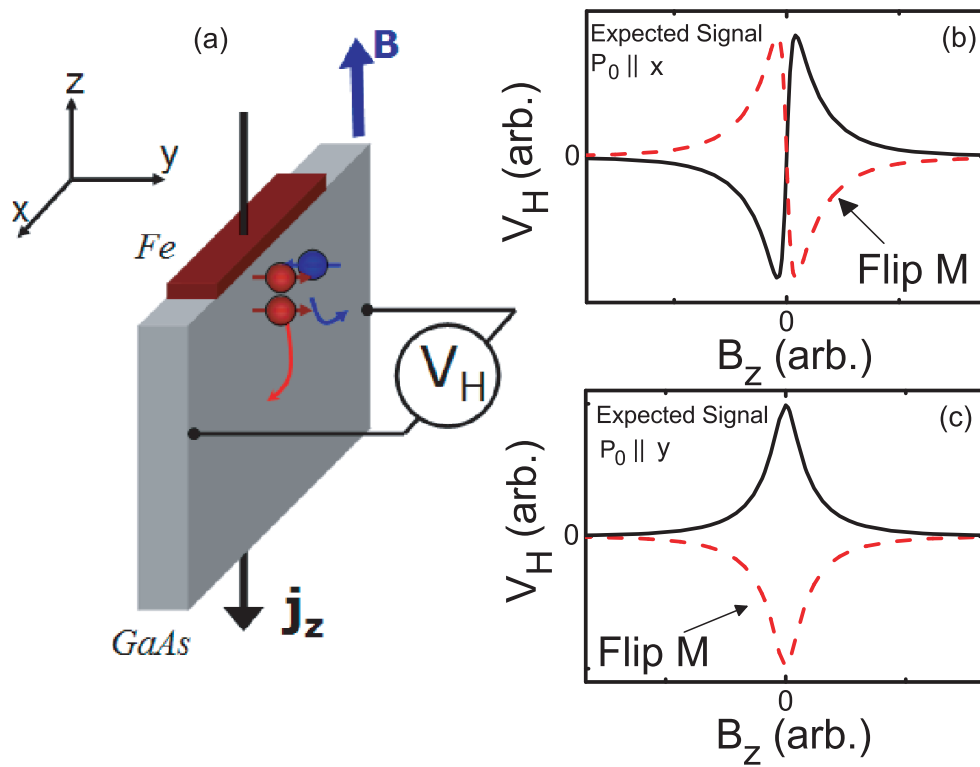 (a)
B
z
y
x
Fe
V_H
j_z
GaAs
Expected Signal
(b)
P_0 || x
V_H (arb.)
0
Flip M
0
B_z (arb.)
Expected Signal
(c)
P_0 || y
V_H (arb.)
0
Flip M
0
B_z (arb.)